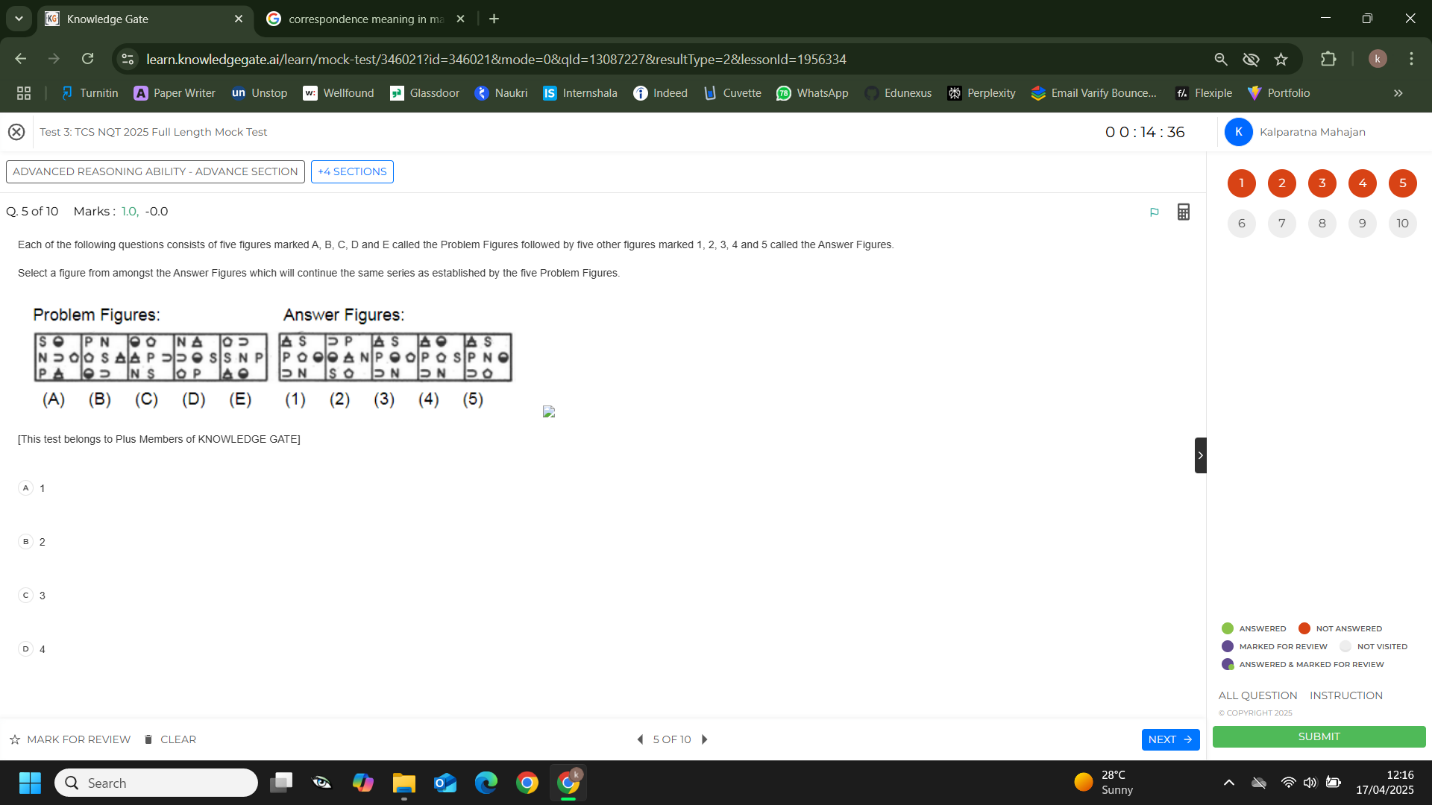 Knowledge Gate
correspondence meaning in ma
learn.knowledgegate.ai/learn/mock-test/346021?id=346021&mode=0&qId=13087227&resultType=2&lessonId=1956334
k
Turnitin
Paper Writer
Unstop
Wellfound
Glassdoor
Naukri
Internshala
Indeed
Cuvette
WhatsApp
Edunexus
Perplexity
Email Varify Bounce...
Flexiple
Portfolio
Test 3: TCS NQT 2025 Full Length Mock Test
0 0 : 14 : 36
K Kalparatna Mahajan
ADVANCED REASONING ABILITY - ADVANCE SECTION
+4 SECTIONS
1 2 3 4 5
6 7 8 9 10
Q. 5 of 10 Marks : 1.0, -0.0
Each of the following questions consists of five figures marked A, B, C, D and E called the Problem Figures followed by five other figures marked 1, 2, 3, 4 and 5 called the Answer Figures.
Select a figure from amongst the Answer Figures which will continue the same series as established by the five Problem Figures.
Problem Figures: Answer Figures:
S P N N S P S P S
N S A P S S N P P N P P S P N
P N S P N S N N
(A) (B) (C) (D) (E) (1) (2) (3) (4) (5)
[This test belongs to Plus Members of KNOWLEDGE GATE]
A 1
B 2
C 3
D 4
ANSWERED NOT ANSWERED
MARKED FOR REVIEW NOT VISITED
ANSWERED & MARKED FOR REVIEW
ALL QUESTION INSTRUCTION
© COPYRIGHT 2025
SUBMIT
MARK FOR REVIEW CLEAR
5 OF 10
NEXT
Search
28°C
Sunny
12:16
17/04/2025